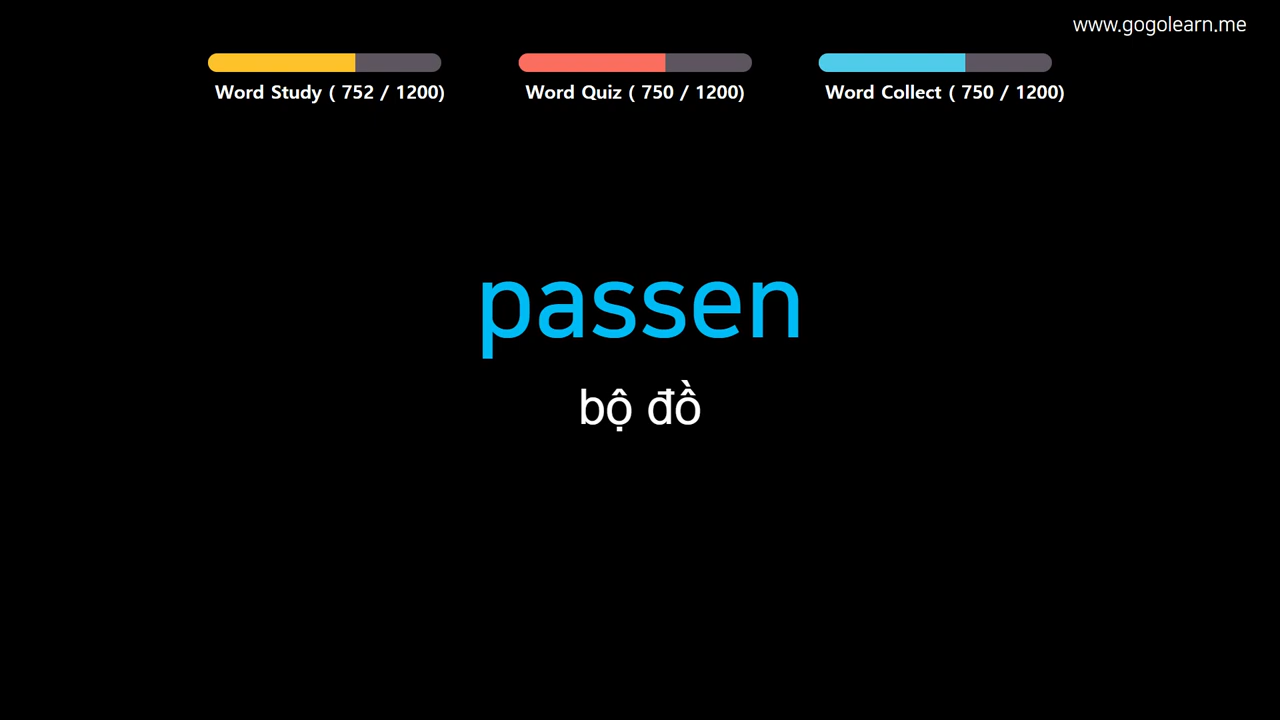 www.gogolearn.me
Word Study ( 752 / 1200)
Word Quiz ( 750 / 1200)
Word Collect ( 750 / 1200)
passen
bộ đồ